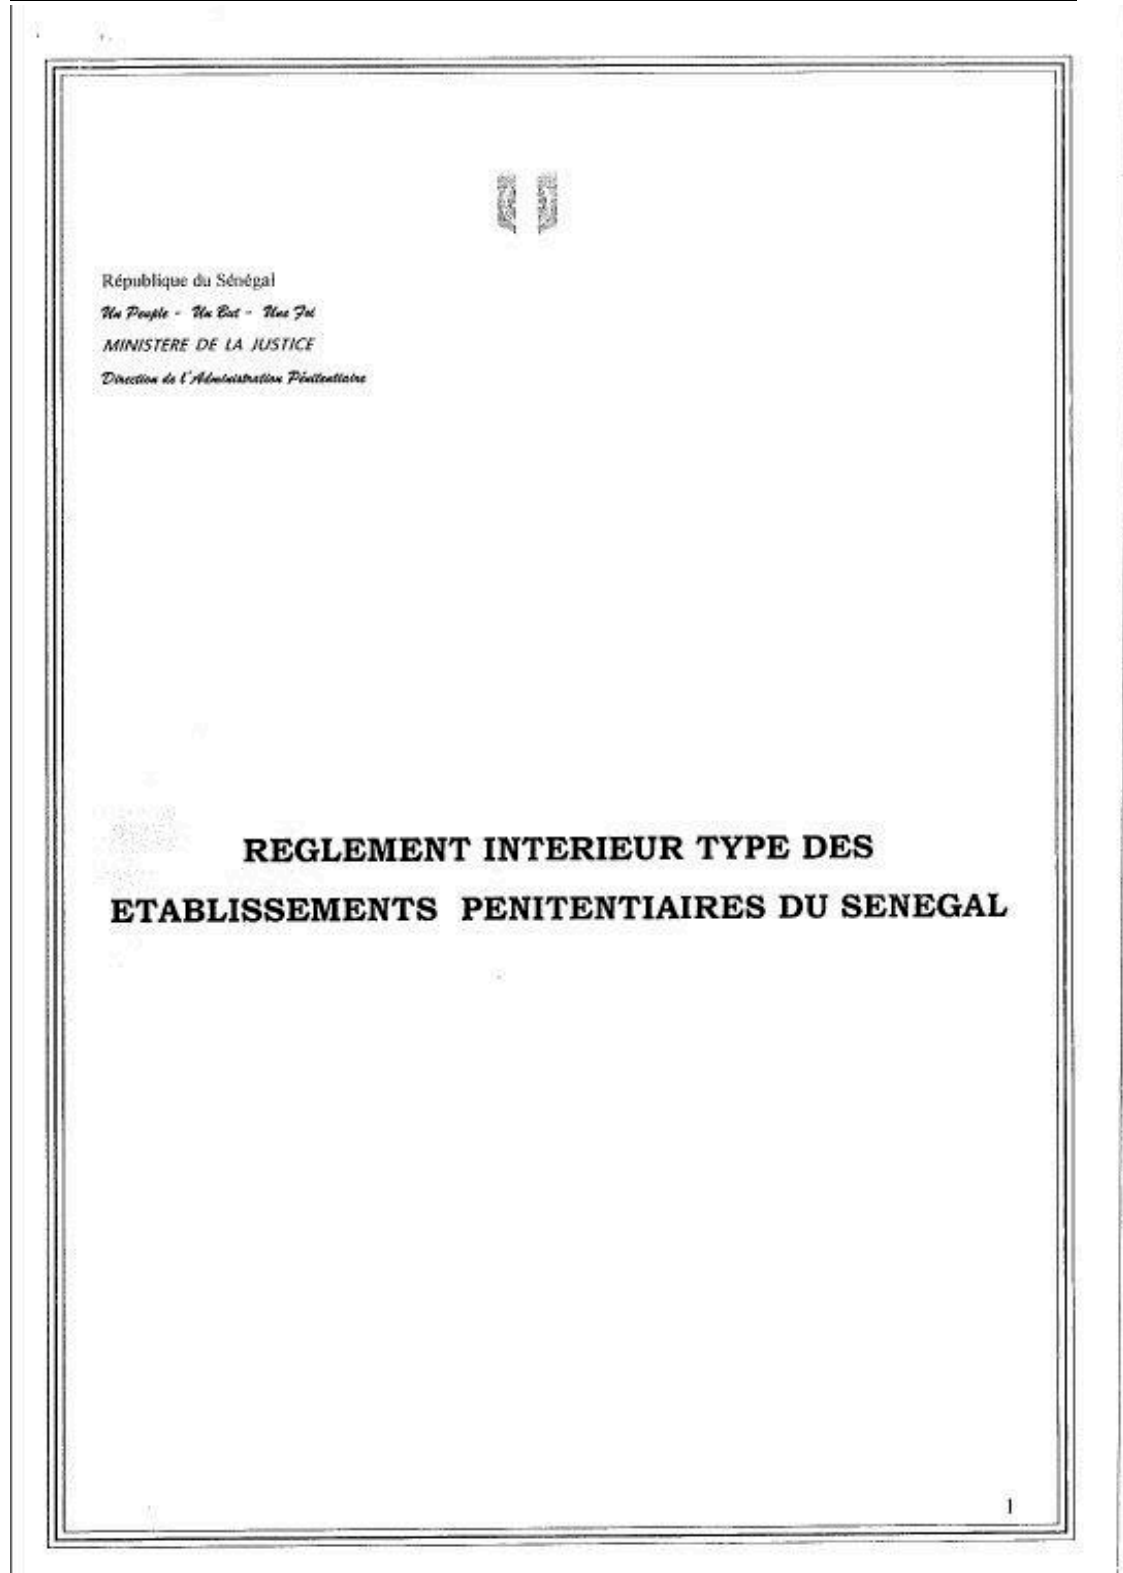 République du Sénégal
Un Peuple - Un But - Une Foi
MINISTERE DE LA JUSTICE
Direction de l'Administration Pénitentiaire
REGLEMENT INTERIEUR TYPE DES
ETABLISSEMENTS PENITENTIAIRES DU SENEGAL
1